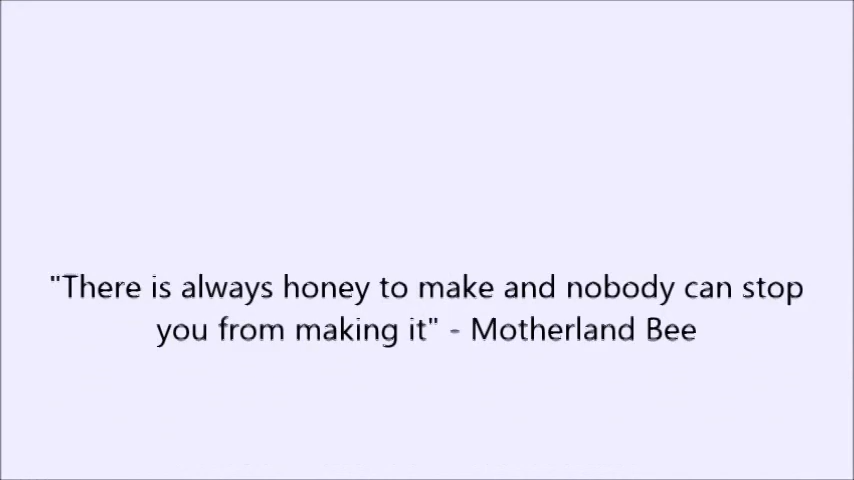 "There is always honey to make and nobody can stop
you from making it" - Motherland Bee